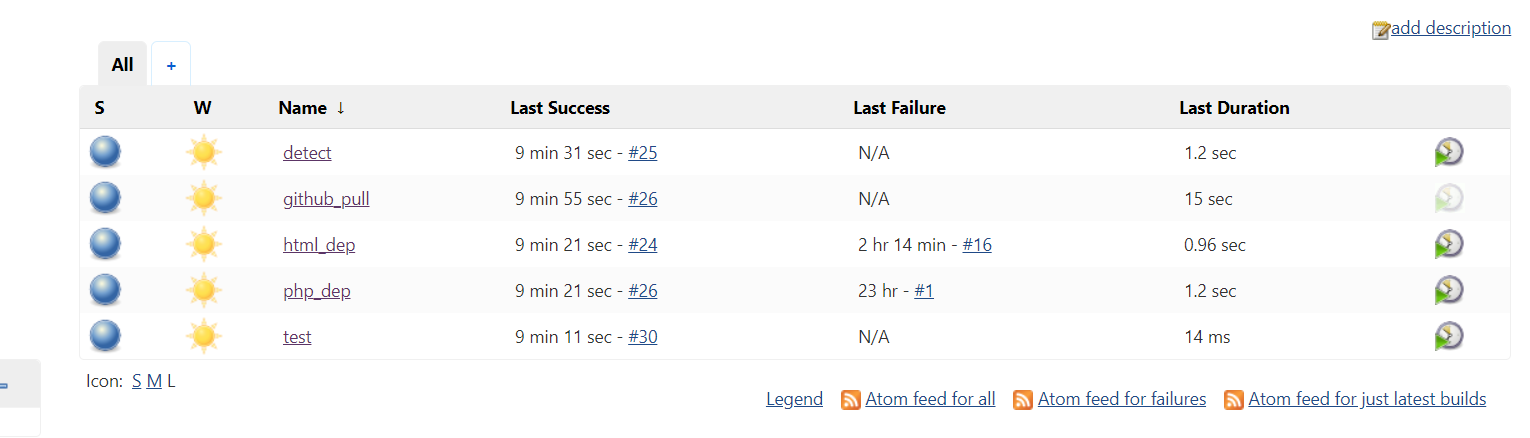 add description
All +
S W Name ↓ Last Success Last Failure Last Duration
detect 9 min 31 sec - #25 N/A 1.2 sec
github_pull 9 min 55 sec - #26 N/A 15 sec
html_dep 9 min 21 sec - #24 2 hr 14 min - #16 0.96 sec
php_dep 9 min 21 sec - #26 23 hr - #1 1.2 sec
test 9 min 11 sec - #30 N/A 14 ms
Icon: S M L
Legend Atom feed for all Atom feed for failures Atom feed for just latest builds